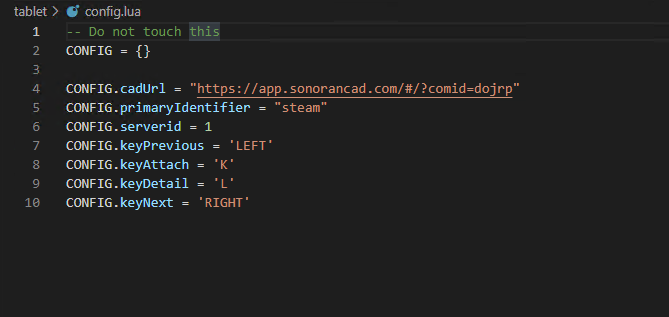 tablet > config.lua
1 -- Do not touch this
2 CONFIG = {}
3
4 CONFIG.cadUrl = "https://app.sonorancad.com/#/?comid=dojrp"
5 CONFIG.primaryIdentifier = "steam"
6 CONFIG.serverid = 1
7 CONFIG.keyPrevious = 'LEFT'
8 CONFIG.keyAttach = 'K'
9 CONFIG.keyDetail = 'L'
10 CONFIG.keyNext = 'RIGHT'